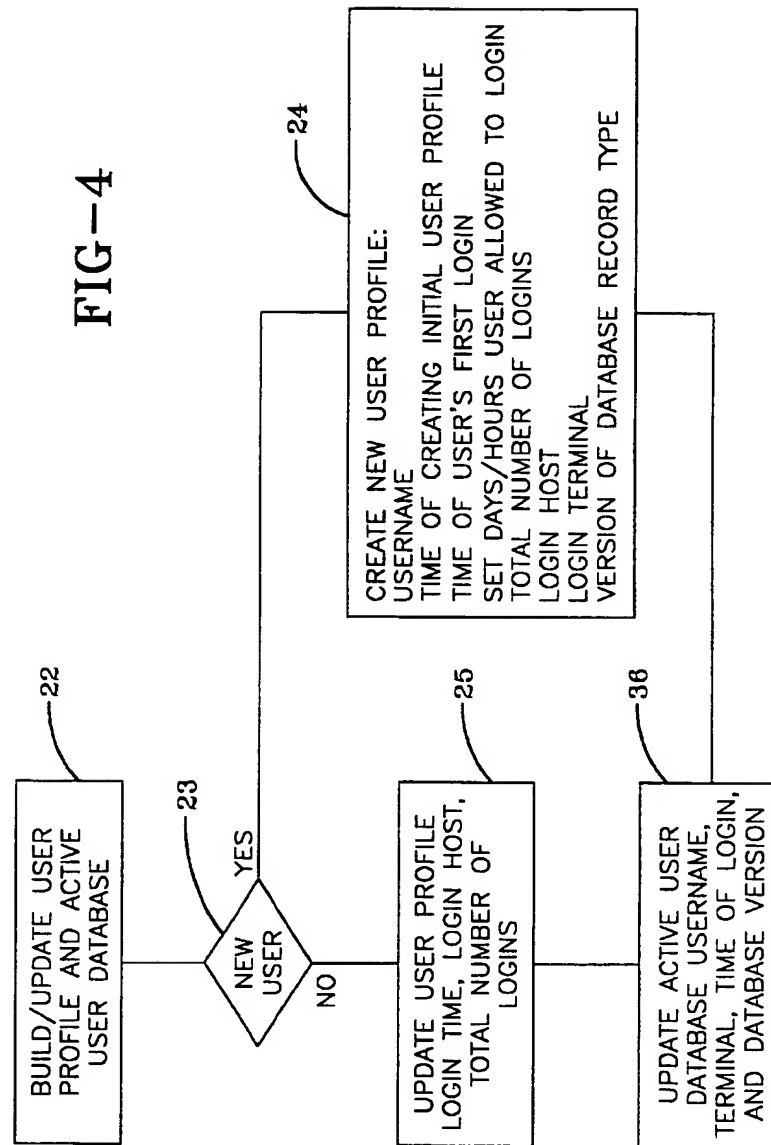 FIG-4
22
BUILD/UPDATE USER
PROFILE AND ACTIVE
USER DATABASE
23
NEW
USER
YES
NO
24
CREATE NEW USER PROFILE:
USERNAME
TIME OF CREATING INITIAL USER PROFILE
TIME OF USER'S FIRST LOGIN
SET DAYS/HOURS USER ALLOWED TO LOGIN
TOTAL NUMBER OF LOGINS
LOGIN HOST
LOGIN TERMINAL
VERSION OF DATABASE RECORD TYPE
25
UPDATE USER PROFILE
LOGIN TIME, LOGIN HOST,
TOTAL NUMBER OF
LOGINS
36
UPDATE ACTIVE USER
DATABASE USERNAME,
TERMINAL, TIME OF LOGIN,
AND DATABASE VERSION